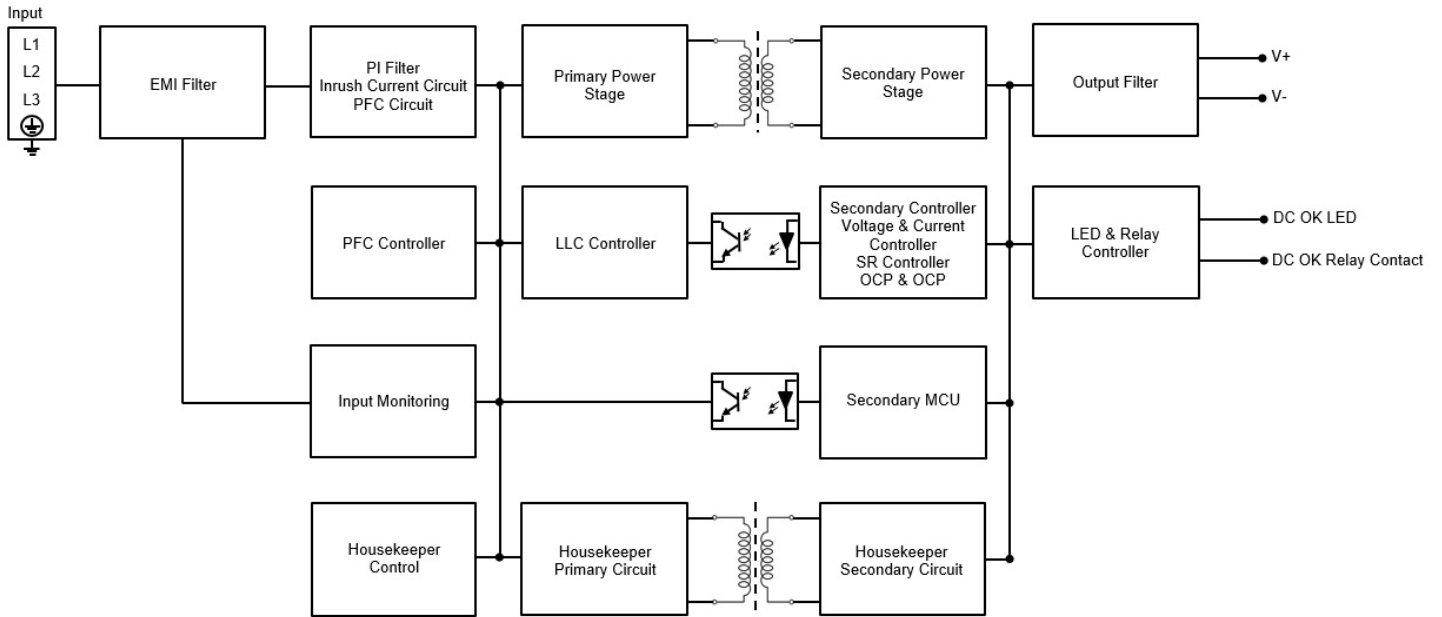 Input
L1
L2
L3
EMI Filter
PI Filter
Inrush Current Circuit
PFC Circuit
Primary Power
Stage
Secondary Power
Stage
Output Filter
V+
V-
PFC Controller
LLC Controller
Secondary Controller
Voltage & Current
Controller
SR Controller
OCP & OCP
LED & Relay
Controller
DC OK LED
DC OK Relay Contact
Input Monitoring
Secondary MCU
Housekeeper
Control
Housekeeper
Primary Circuit
Housekeeper
Secondary Circuit